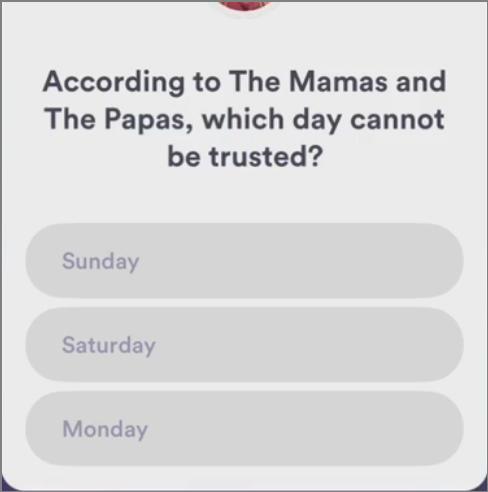 According to The Mamas and
The Papas, which day cannot
be trusted?
Sunday
Saturday
Monday